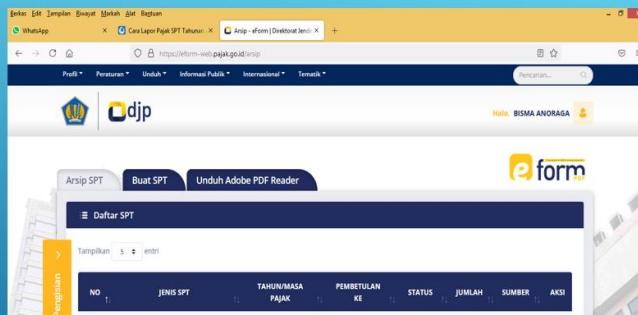 Berkas Edit Tampilan Riwayat Markah Alat Bantuan
WhatsApp
Cara Lapor Pajak SPT Tahunan
Arsip - eForm | Direktorat Jende
https://eform-web.pajak.go.id/arsip
Profil Peraturan Unduh Informasi Publik Internasional Tematik
Pencarian...
djp
Halo, BISMA ANORAGA
e form
PDF
Arsip SPT Buat SPT Unduh Adobe PDF Reader
Daftar SPT
Tampilkan 5 entri
Pengisian
NO JENIS SPT TAHUN/MASA PAJAK PEMBETULAN KE STATUS JUMLAH SUMBER AKSI